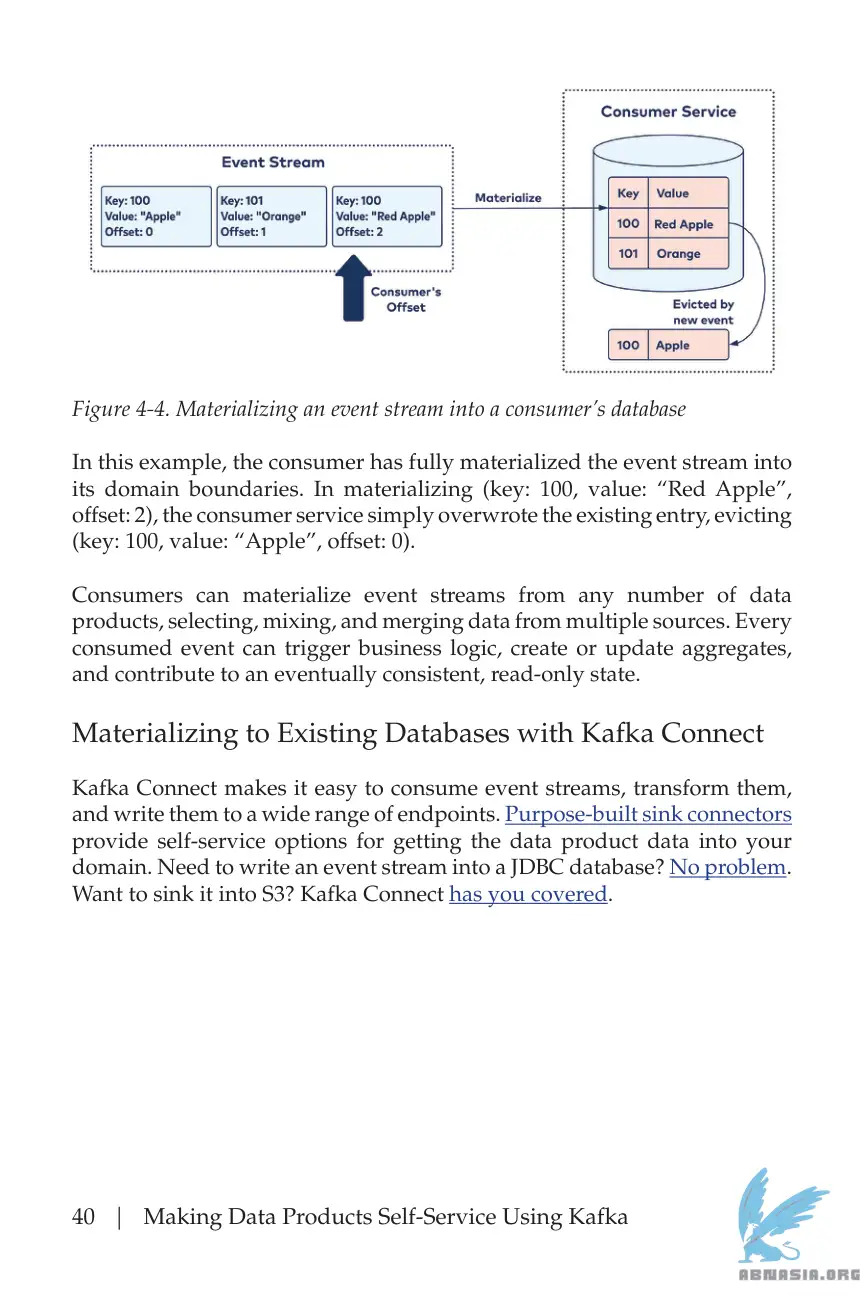 Consumer Service
Event Stream
Key: 100
Value: "Apple"
Offset: 0
Key: 101
Value: "Orange"
Offset: 1
Key: 100
Value: "Red Apple"
Offset: 2
Materialize
Key Value
100 Red Apple
101 Orange
Consumer's
Offset
Evicted by
new event
100 Apple
Figure 4-4. Materializing an event stream into a consumer’s database
In this example, the consumer has fully materialized the event stream into
its domain boundaries. In materializing (key: 100, value: “Red Apple”,
offset: 2), the consumer service simply overwrote the existing entry, evicting
(key: 100, value: “Apple”, offset: 0).
Consumers can materialize event streams from any number of data
products, selecting, mixing, and merging data from multiple sources. Every
consumed event can trigger business logic, create or update aggregates,
and contribute to an eventually consistent, read-only state.
Materializing to Existing Databases with Kafka Connect
Kafka Connect makes it easy to consume event streams, transform them,
and write them to a wide range of endpoints. Purpose-built sink connectors
provide self-service options for getting the data product data into your
domain. Need to write an event stream into a JDBC database? No problem.
Want to sink it into S3? Kafka Connect has you covered.
40 | Making Data Products Self-Service Using Kafka
ABNASIA.ORG